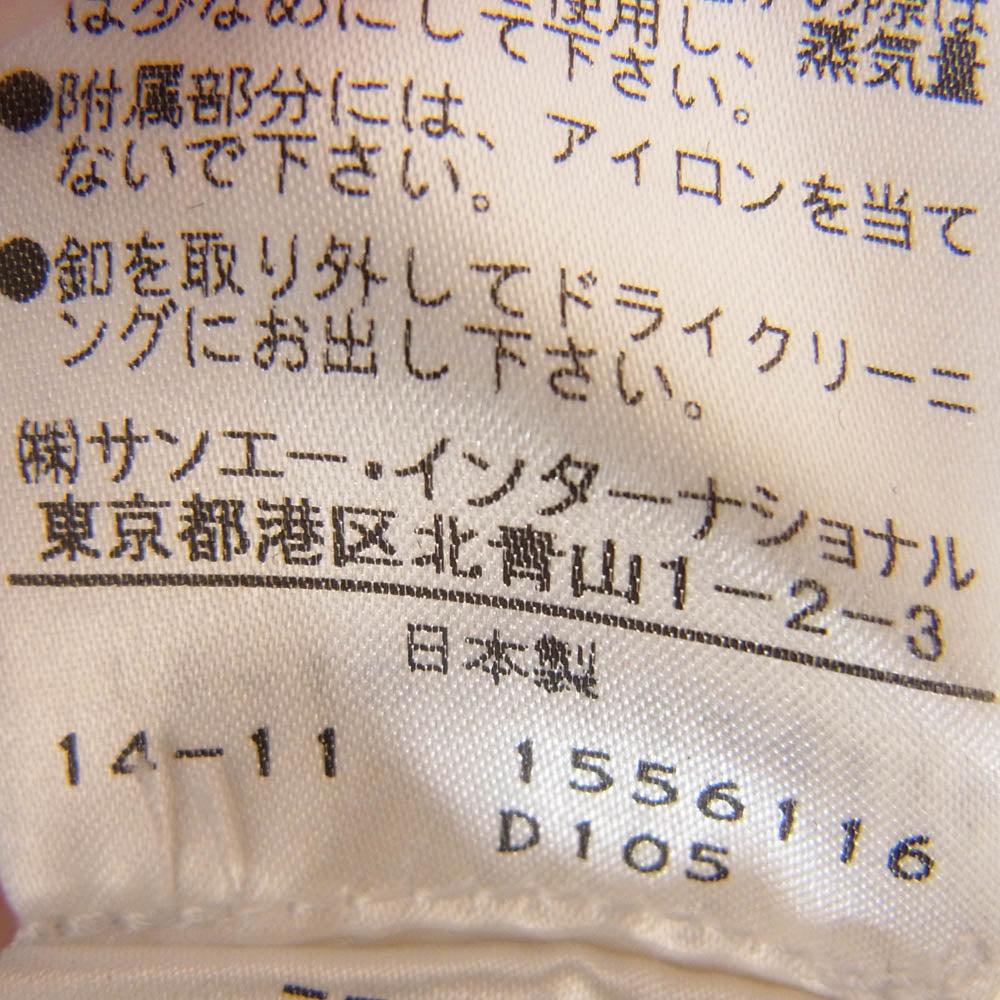 蒸気量
は少なめにして使用し、て下さい。
●附属部分には、アイロンを当て
ないで下さい。
●釦を取り外してドライクリーニ
ングにお出し下さい。
㈱サンエー・インターナショナル
東京都港区北青山1-2-3
日本製
14-11 1556116
D105